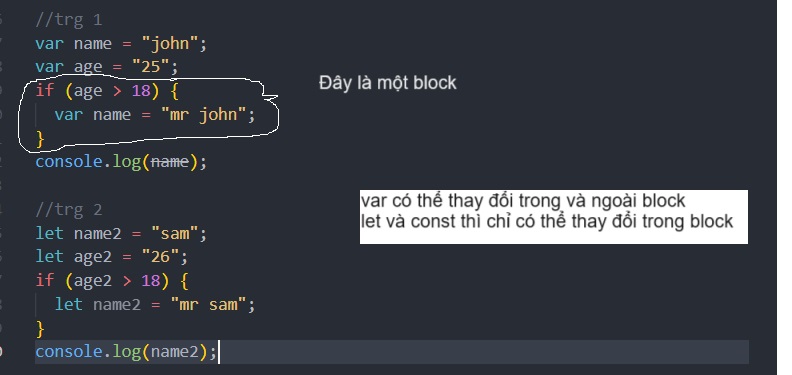 //trg 1
var name = "john";
var age = "25";
if (age > 18) {
Đây là một block
var name = "mr john";
}
console.log(name);
var có thể thay đổi trong và ngoài block
let và const thì chỉ có thể thay đổi trong block
//trg 2
let name2 = "sam";
let age2 = "26";
if (age2 > 18) {
let name2 = "mr sam";
}
console.log(name2);